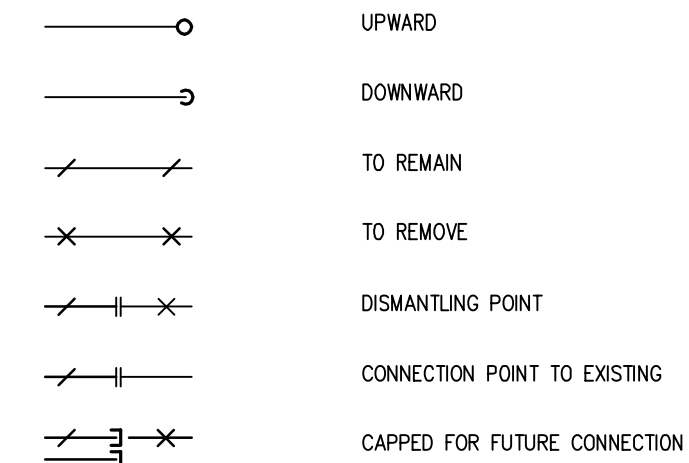 UPWARD
DOWNWARD
TO REMAIN
TO REMOVE
DISMANTLING POINT
CONNECTION POINT TO EXISTING
CAPPED FOR FUTURE CONNECTION